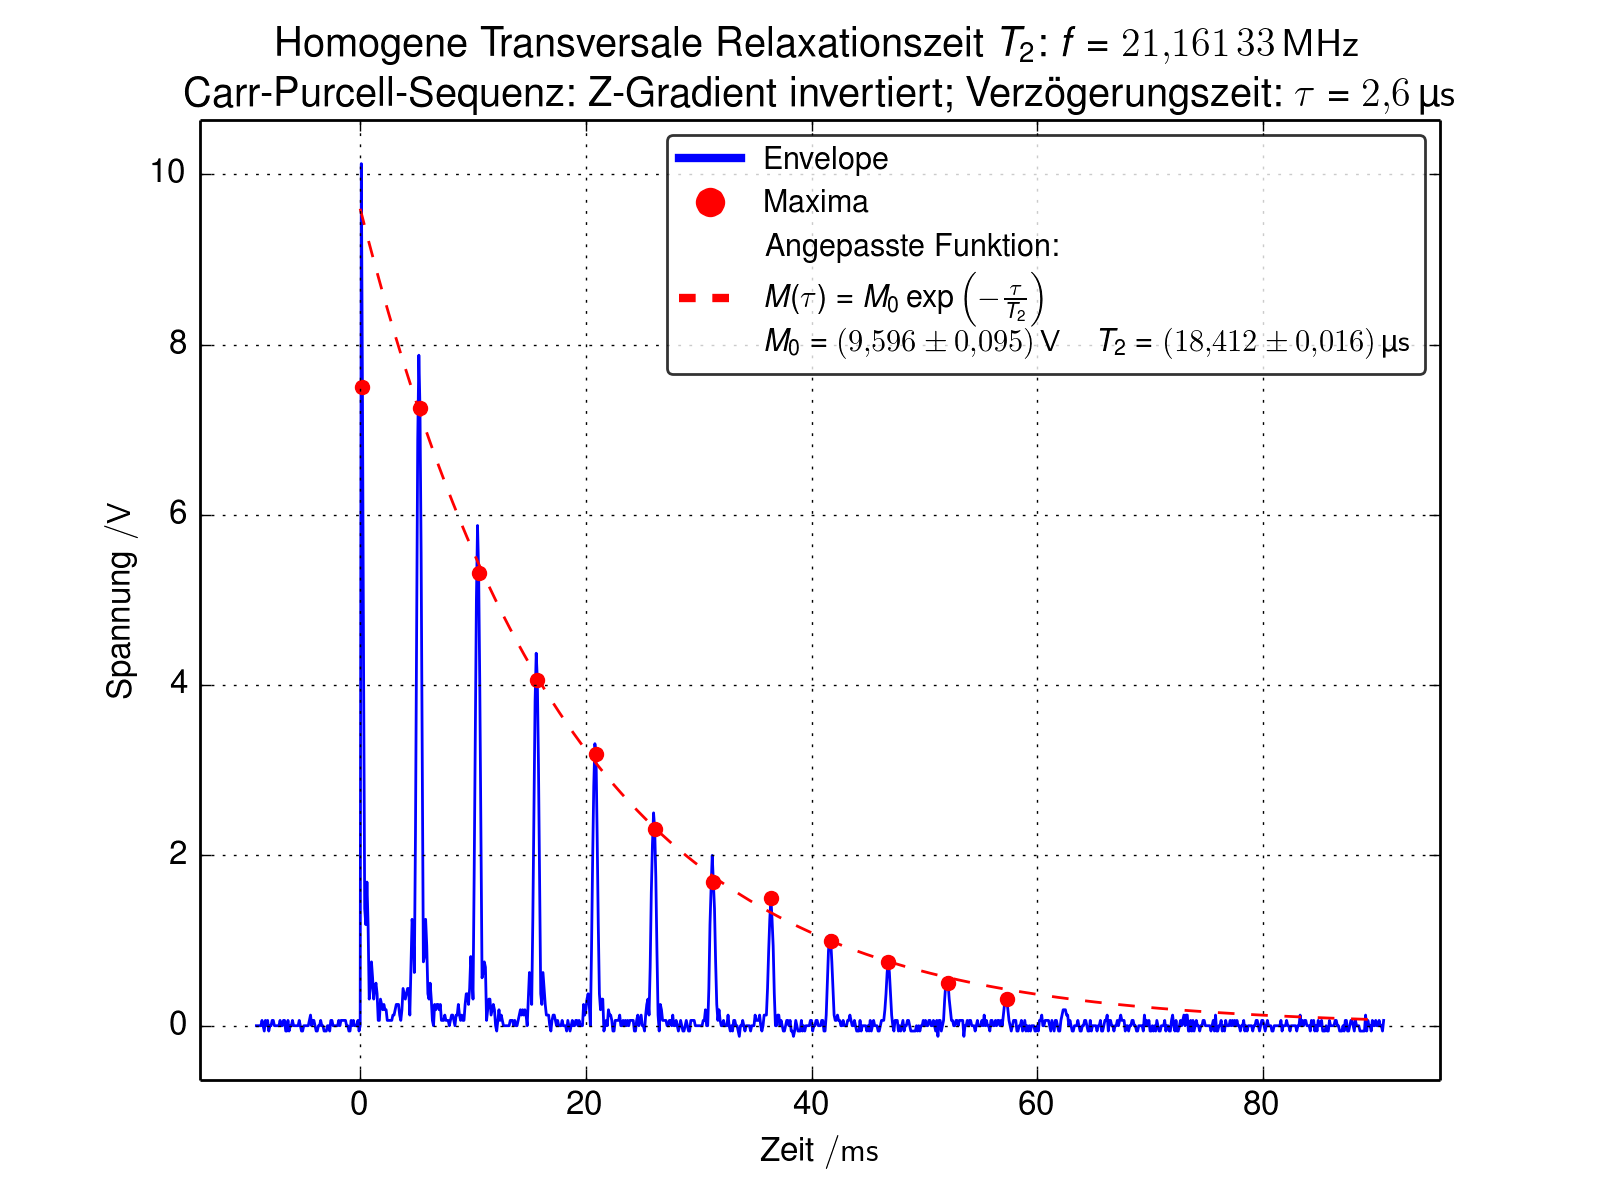 Homogene Transversale Relaxationszeit T₂: f = 21,161 33 MHz
Carr-Purcell-Sequenz: Z-Gradient invertiert; Verzögerungszeit: τ = 2,6 µs
Envelope
Maxima
Angepasste Funktion:
M(τ) = M₀ exp(−τ/T₂)
M₀ = (9,596 ± 0,095) V T₂ = (18,412 ± 0,016) µs
Spannung /V
10
8
6
4
2
0
0 20 40 60 80
Zeit /ms